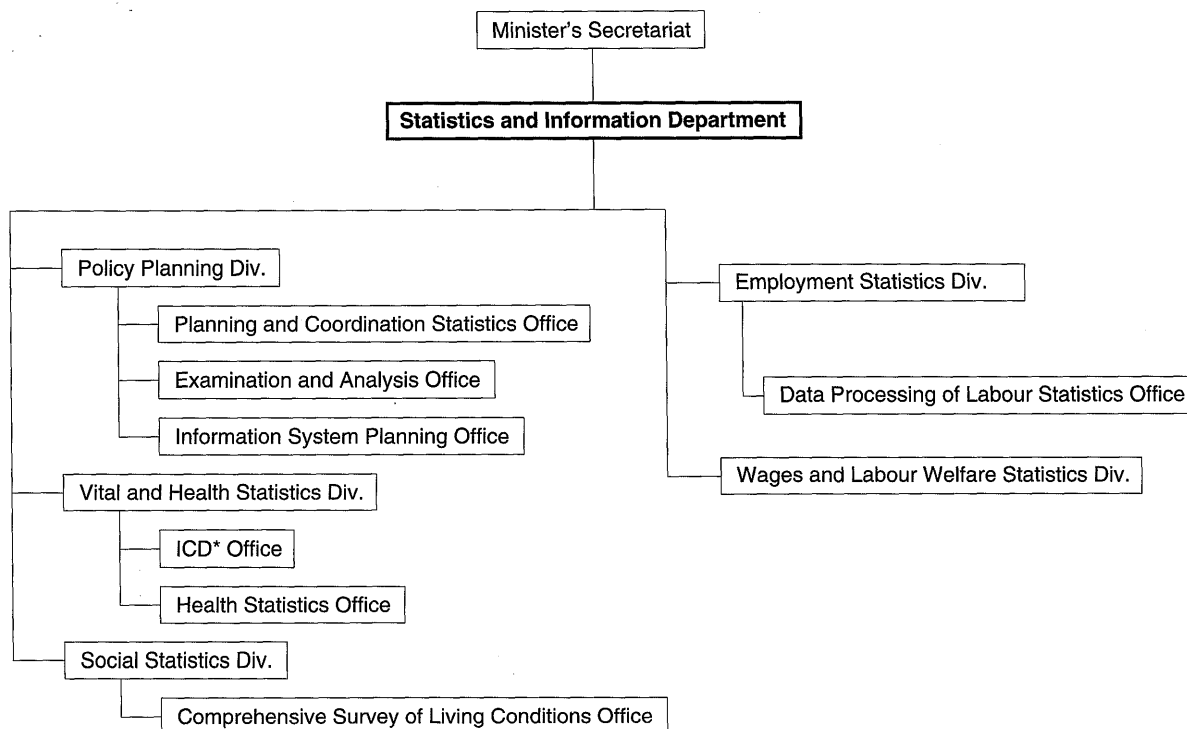 Minister's Secretariat
Statistics and Information Department
Policy Planning Div.
Planning and Coordination Statistics Office
Examination and Analysis Office
Information System Planning Office
Vital and Health Statistics Div.
ICD* Office
Health Statistics Office
Social Statistics Div.
Comprehensive Survey of Living Conditions Office
Employment Statistics Div.
Data Processing of Labour Statistics Office
Wages and Labour Welfare Statistics Div.